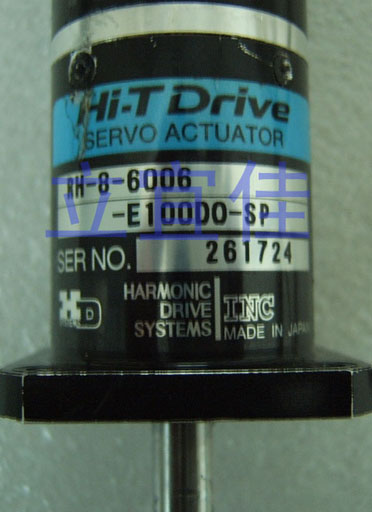 Hi-T Drive
SERVO ACTUATOR
RH-8-6006
-E100D0-SP
立宜佳
SER NO. 261724
HD
HARMONIC
DRIVE
SYSTEMS
INC
MADE IN JAPAN